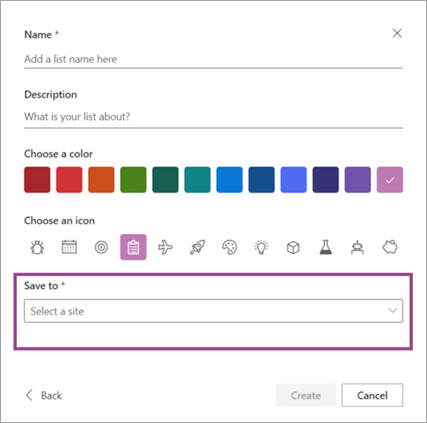 Name *
Add a list name here
Description
What is your list about?
Choose a color
Choose an icon
Save to *
Select a site
Back
Create
Cancel